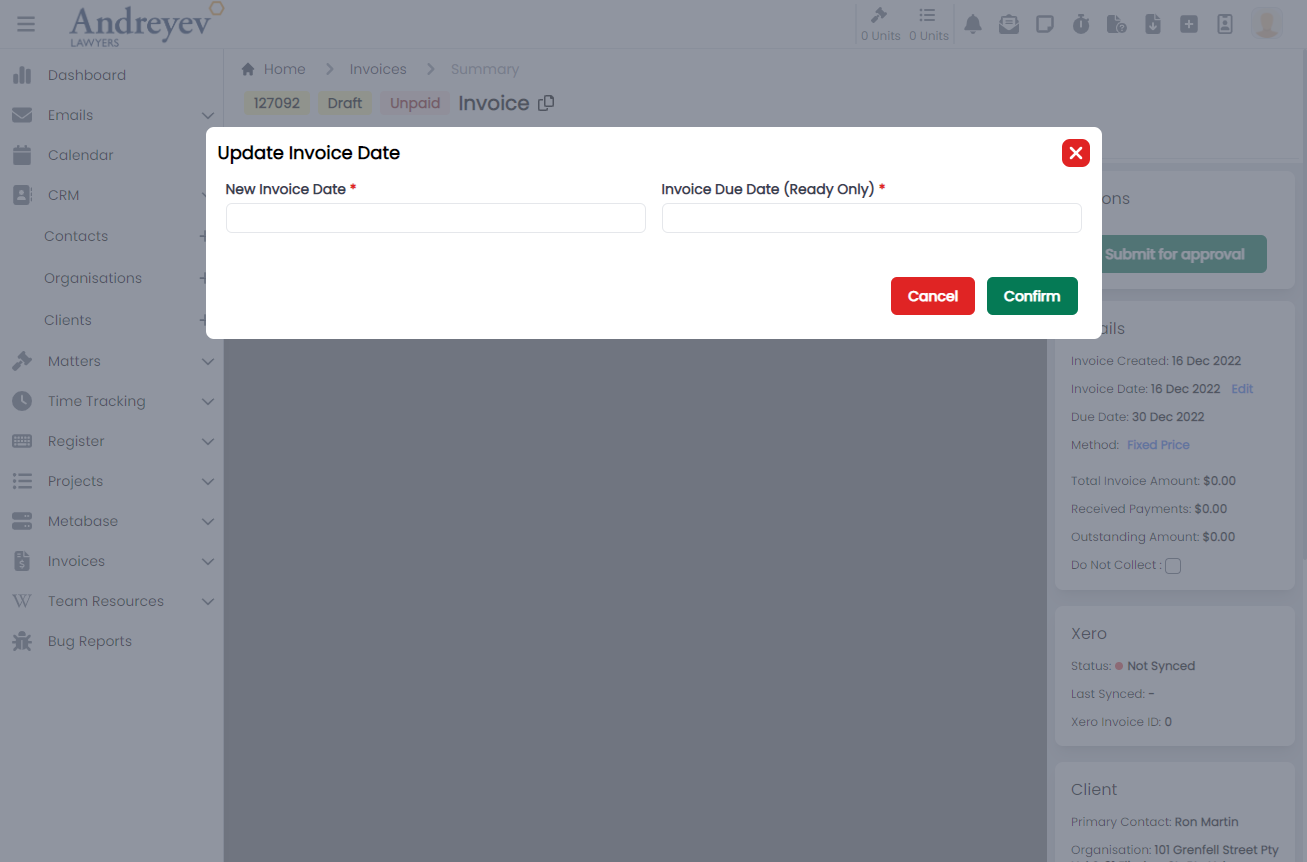 Andreyev
LAWYERS
0 Units
0 Units
Dashboard
Emails
Calendar
CRM
Contacts
Organisations
Clients
Matters
Time Tracking
Register
Projects
Metabase
Invoices
Team Resources
Bug Reports
Home > Invoices > Summary
127092 Draft Unpaid Invoice
Update Invoice Date
New Invoice Date *
Invoice Due Date (Ready Only) *
Cancel
Confirm
ons
Submit for approval
ails
Invoice Created: 16 Dec 2022
Invoice Date: 16 Dec 2022 Edit
Due Date: 30 Dec 2022
Method: Fixed Price
Total Invoice Amount: $0.00
Received Payments: $0.00
Outstanding Amount: $0.00
Do Not Collect :
Xero
Status: Not Synced
Last Synced: -
Xero Invoice ID: 0
Client
Primary Contact: Ron Martin
Organisation: 101 Grenfell Street Pty